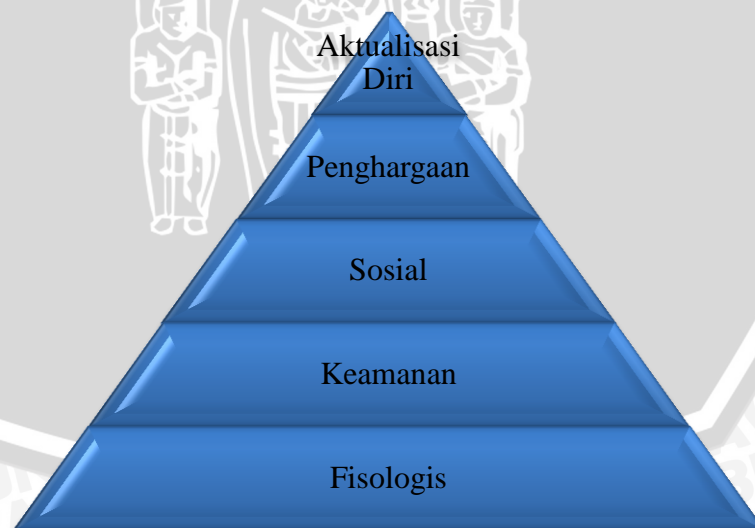 Aktualisasi
Diri
Penghargaan
Sosial
Keamanan
Fisologis